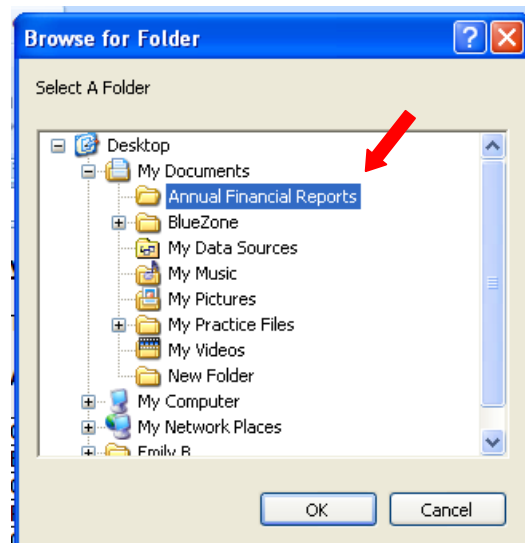 Browse for Folder
Select A Folder
Desktop
My Documents
Annual Financial Reports
BlueZone
My Data Sources
My Music
My Pictures
My Practice Files
My Videos
New Folder
My Computer
My Network Places
Emily B
OK Cancel